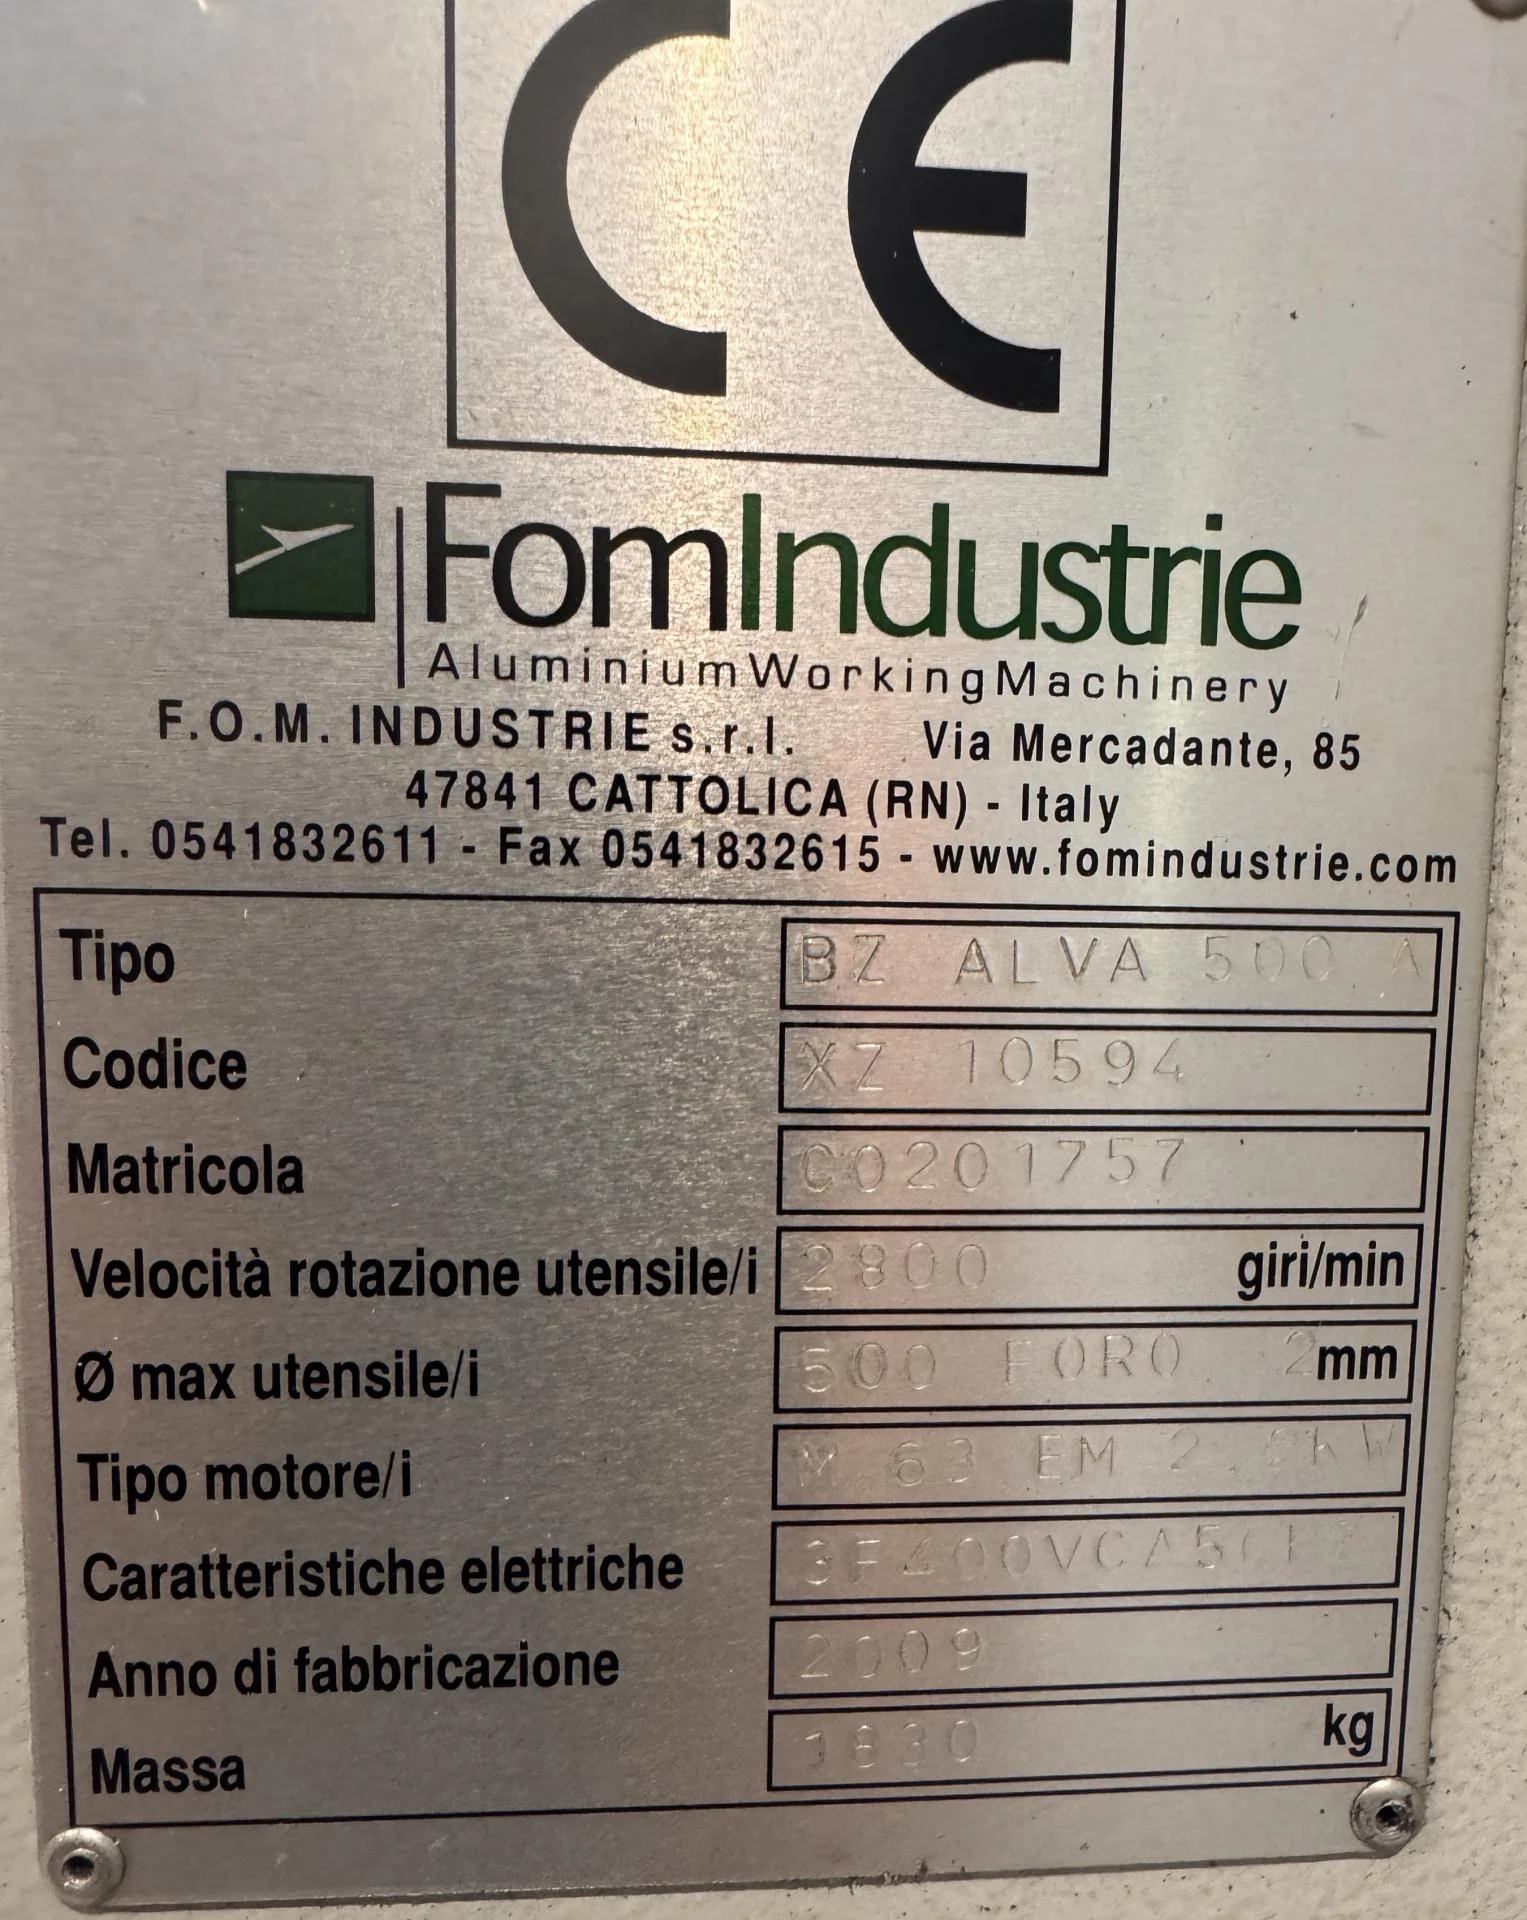 CE
FomIndustrie
AluminiumWorkingMachinery
F.O.M. INDUSTRIE s.r.l. Via Mercadante, 85
47841 CATTOLICA (RN) - Italy
Tel. 0541832611 - Fax 0541832615 - www.fomindustrie.com
Tipo BZ ALVA 500 A
Codice XZ 10594
Matricola C0201757
Velocità rotazione utensile/i 2800 giri/min
Ø max utensile/i 500 FORO mm
Tipo motore/i M 63 EM
Caratteristiche elettriche
Anno di fabbricazione 2009
Massa 1830 kg